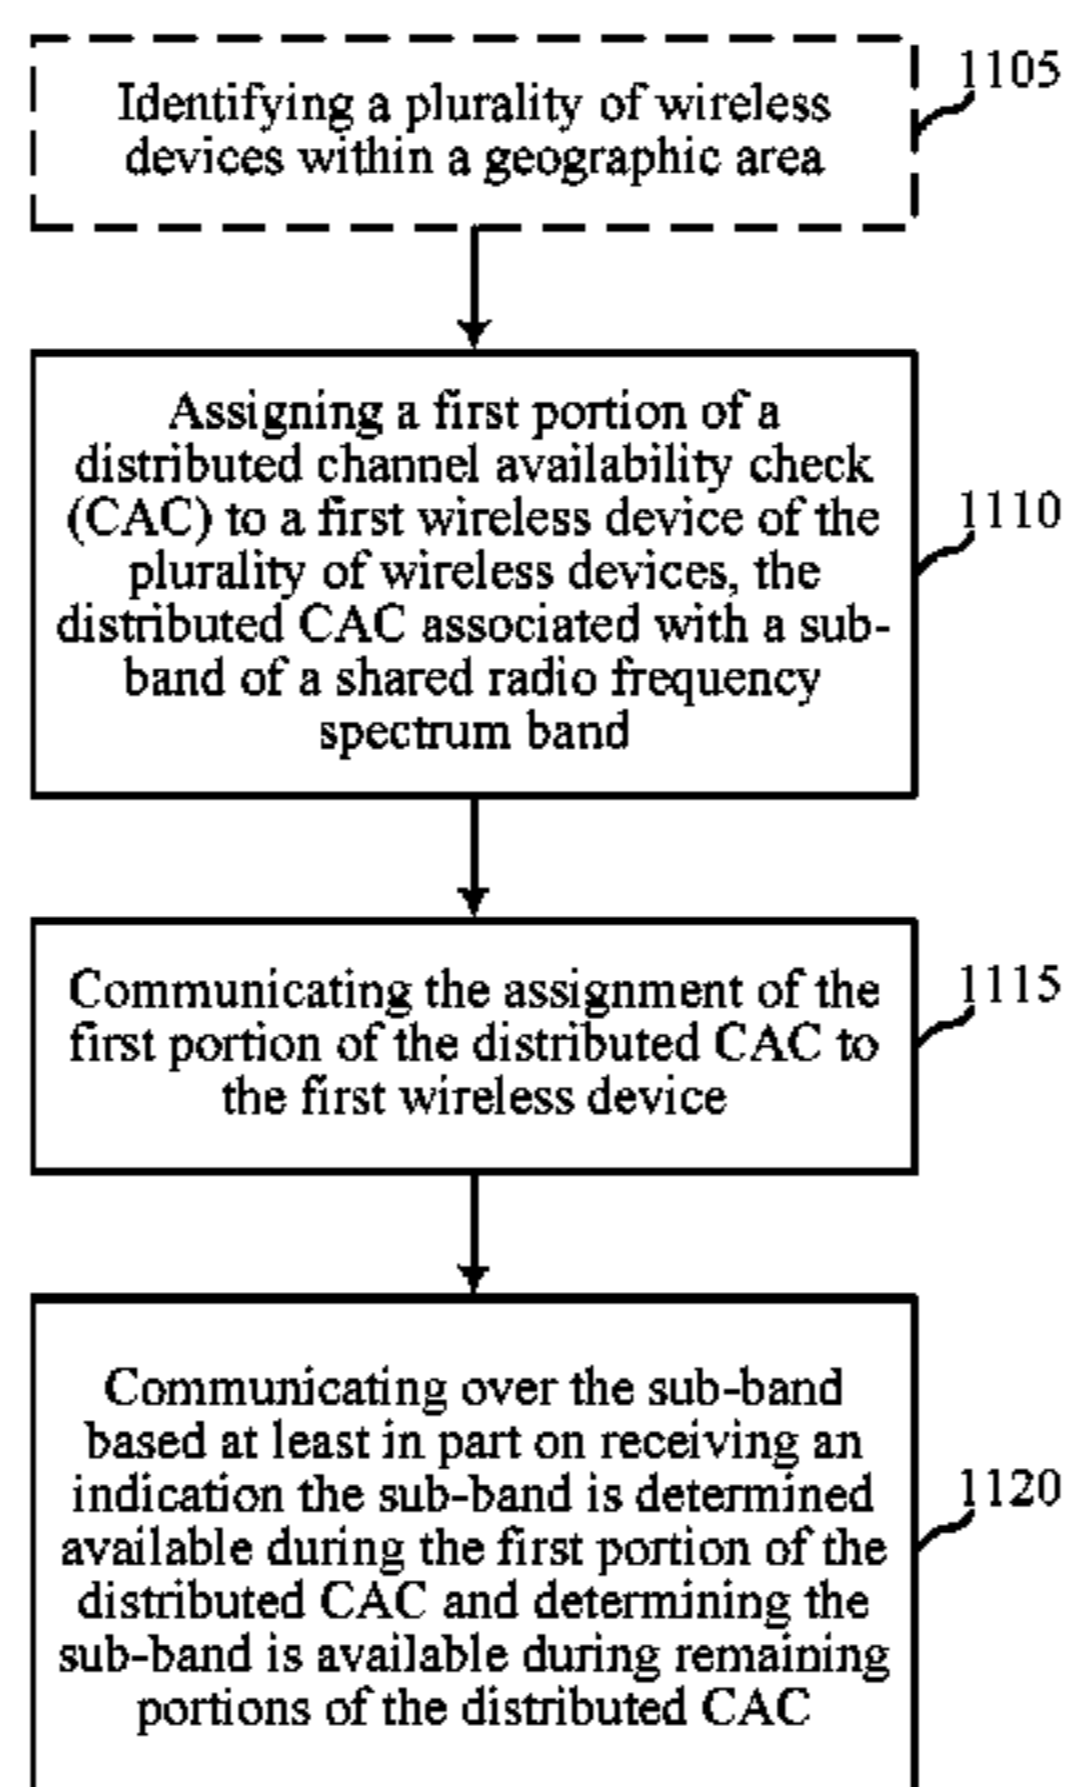 1105
Identifying a plurality of wireless
devices within a geographic area
1110
Assigning a first portion of a
distributed channel availability check
(CAC) to a first wireless device of the
plurality of wireless devices, the
distributed CAC associated with a sub-
band of a shared radio frequency
spectrum band
1115
Communicating the assignment of the
first portion of the distributed CAC to
the first wireless device
1120
Communicating over the sub-band
based at least in part on receiving an
indication the sub-band is determined
available during the first portion of the
distributed CAC and determining the
sub-band is available during remaining
portions of the distributed CAC